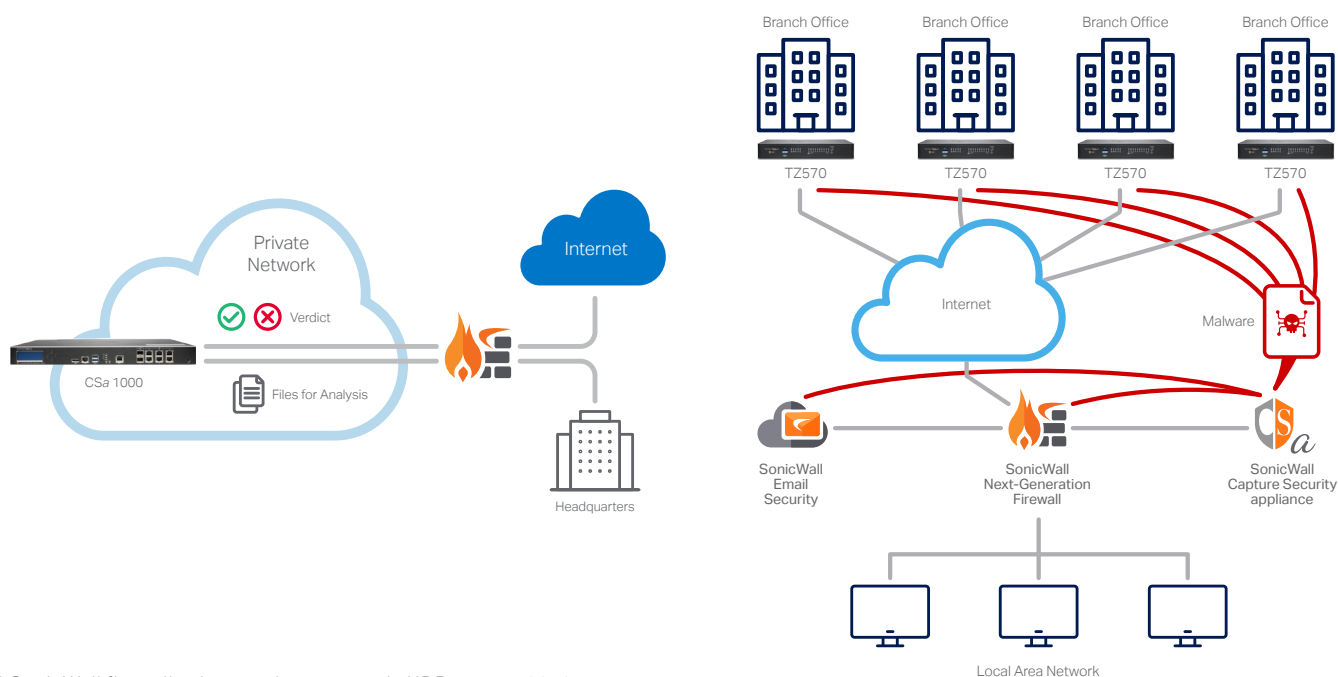 Private
Network
Verdict
CSa 1000
Files for Analysis
Internet
Headquarters
Branch Office
Branch Office
Branch Office
Branch Office
TZ570
TZ570
TZ570
TZ570
Internet
Malware
CSa
SonicWall
Email
Security
SonicWall
Next-Generation
Firewall
SonicWall
Capture Security
appliance
Local Area Network